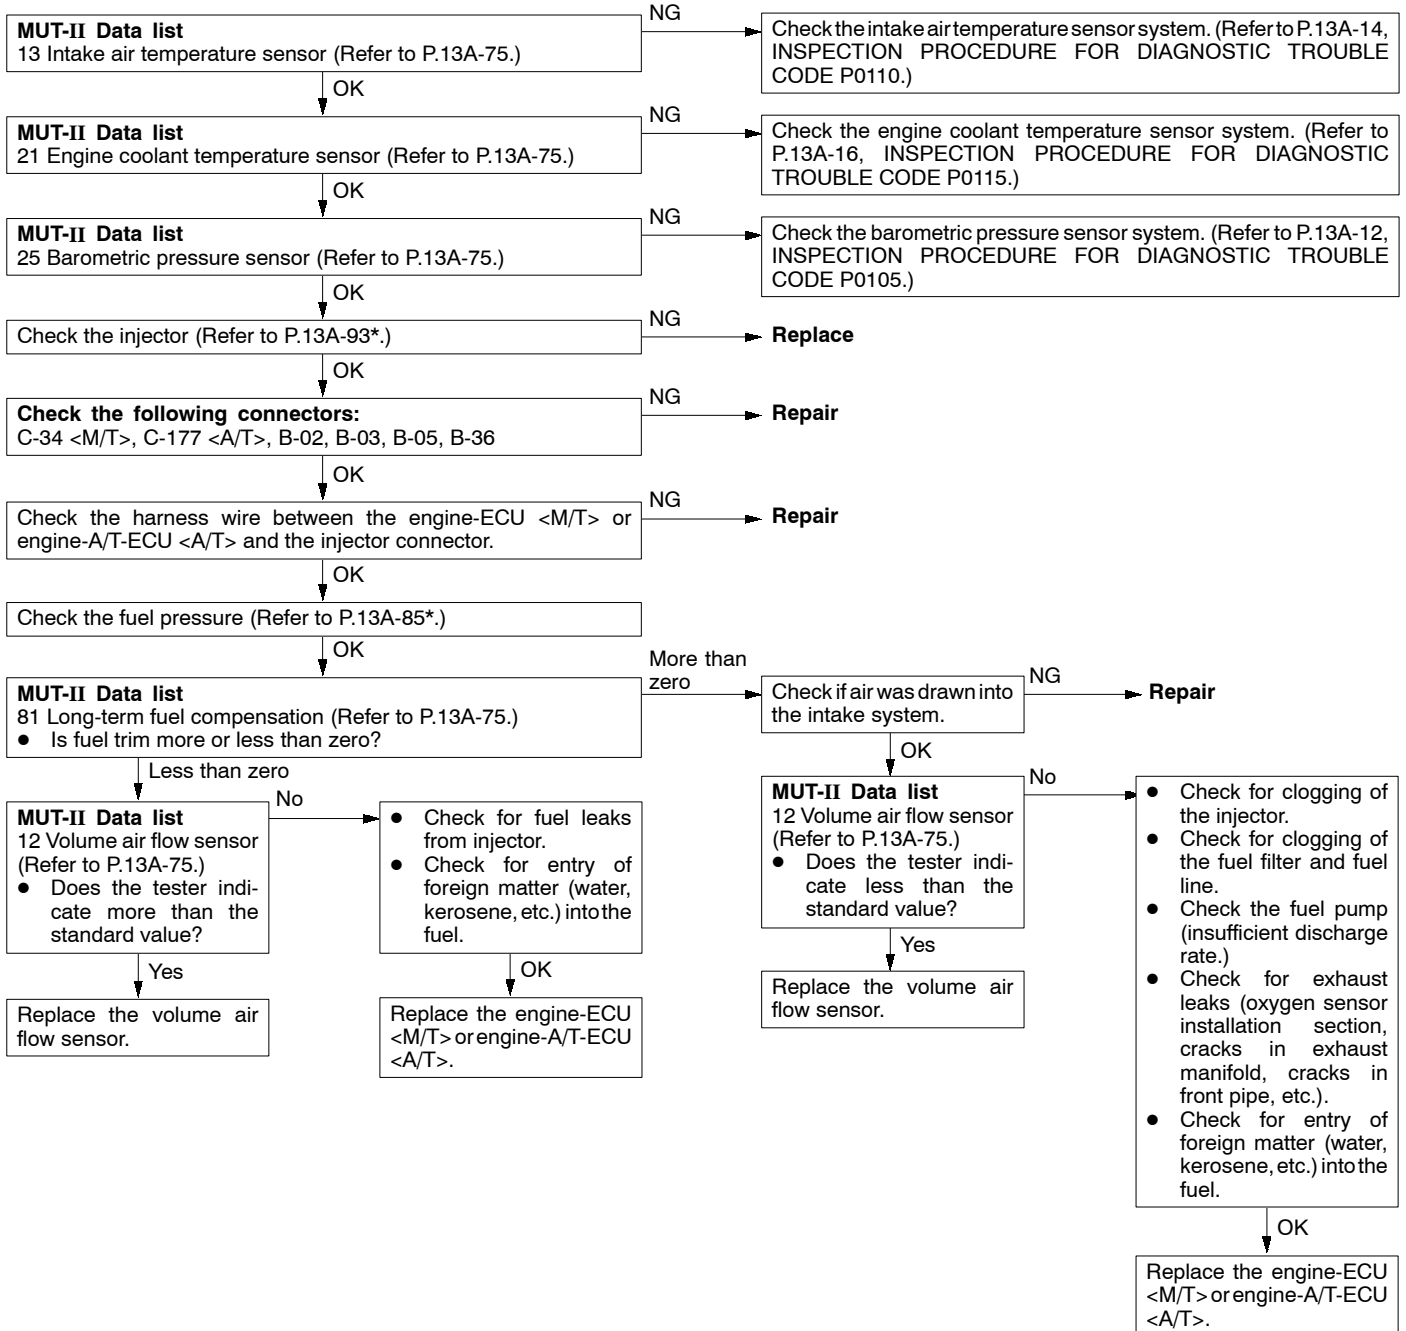 MUT-II Data list
13 Intake air temperature sensor (Refer to P.13A-75.)
NG
Check the intake air temperature sensor system. (Refer to P.13A-14,
INSPECTION PROCEDURE FOR DIAGNOSTIC TROUBLE
CODE P0110.)
OK
MUT-II Data list
21 Engine coolant temperature sensor (Refer to P.13A-75.)
NG
Check the engine coolant temperature sensor system. (Refer to
P.13A-16, INSPECTION PROCEDURE FOR DIAGNOSTIC
TROUBLE CODE P0115.)
OK
MUT-II Data list
25 Barometric pressure sensor (Refer to P.13A-75.)
NG
Check the barometric pressure sensor system. (Refer to P.13A-12,
INSPECTION PROCEDURE FOR DIAGNOSTIC TROUBLE
CODE P0105.)
OK
Check the injector (Refer to P.13A-93*.)
NG
Replace
OK
Check the following connectors:
C-34 <M/T>, C-177 <A/T>, B-02, B-03, B-05, B-36
NG
Repair
OK
Check the harness wire between the engine-ECU <M/T> or
engine-A/T-ECU <A/T> and the injector connector.
NG
Repair
OK
Check the fuel pressure (Refer to P.13A-85*.)
OK
MUT-II Data list
81 Long-term fuel compensation (Refer to P.13A-75.)
● Is fuel trim more or less than zero?
More than
zero
Check if air was drawn into
the intake system.
NG
Repair
Less than zero
MUT-II Data list
12 Volume air flow sensor
(Refer to P.13A-75.)
● Does the tester indi-
cate more than the
standard value?
No
● Check for fuel leaks
from injector.
● Check for entry of
foreign matter (water,
kerosene, etc.) into the
fuel.
Yes
Replace the volume air
flow sensor.
OK
Replace the engine-ECU
<M/T> or engine-A/T-ECU
<A/T>.
OK
MUT-II Data list
12 Volume air flow sensor
(Refer to P.13A-75.)
● Does the tester indi-
cate less than the
standard value?
Yes
Replace the volume air
flow sensor.
No
● Check for clogging of
the injector.
● Check for clogging of
the fuel filter and fuel
line.
● Check the fuel pump
(insufficient discharge
rate.)
● Check for exhaust
leaks (oxygen sensor
installation section,
cracks in exhaust
manifold, cracks in
front pipe, etc.).
● Check for entry of
foreign matter (water,
kerosene, etc.) into the
fuel.
OK
Replace the engine-ECU
<M/T> or engine-A/T-ECU
<A/T>.